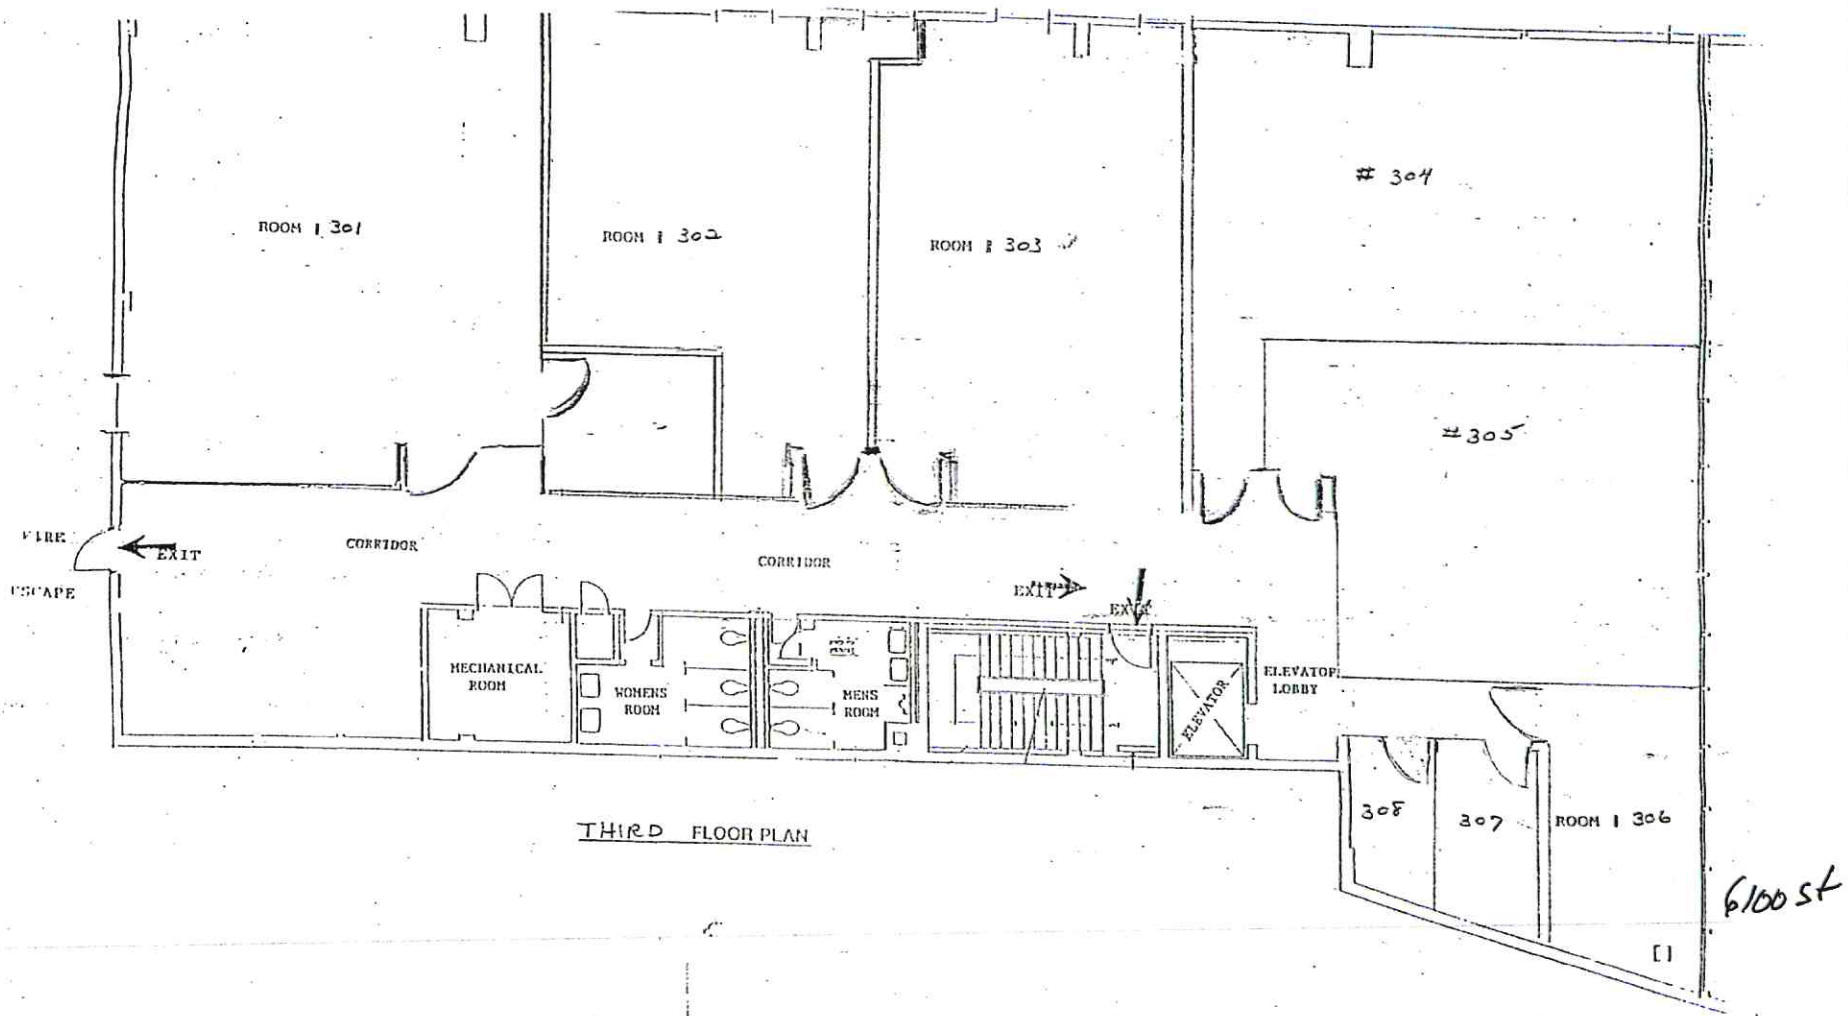 # 304
ROOM # 301
ROOM # 302
ROOM # 303
# 305
FIRE
ESCAPE
EXIT
CORRIDOR
CORRIDOR
EXIT
EXIT
MECHANICAL
ROOM
WOMENS
ROOM
MENS
ROOM
ELEVATOR
ELEVATOR
LOBBY
308
307
ROOM # 306
THIRD FLOOR PLAN
6100 sf
[]